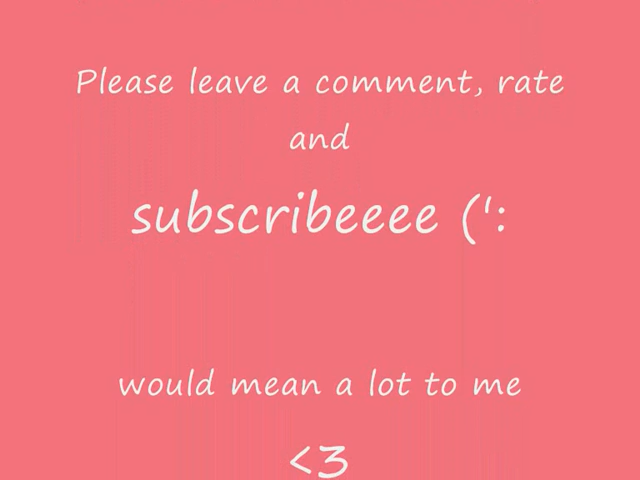 Please leave a comment, rate
and
subscribeeee (':
would mean a lot to me
<3